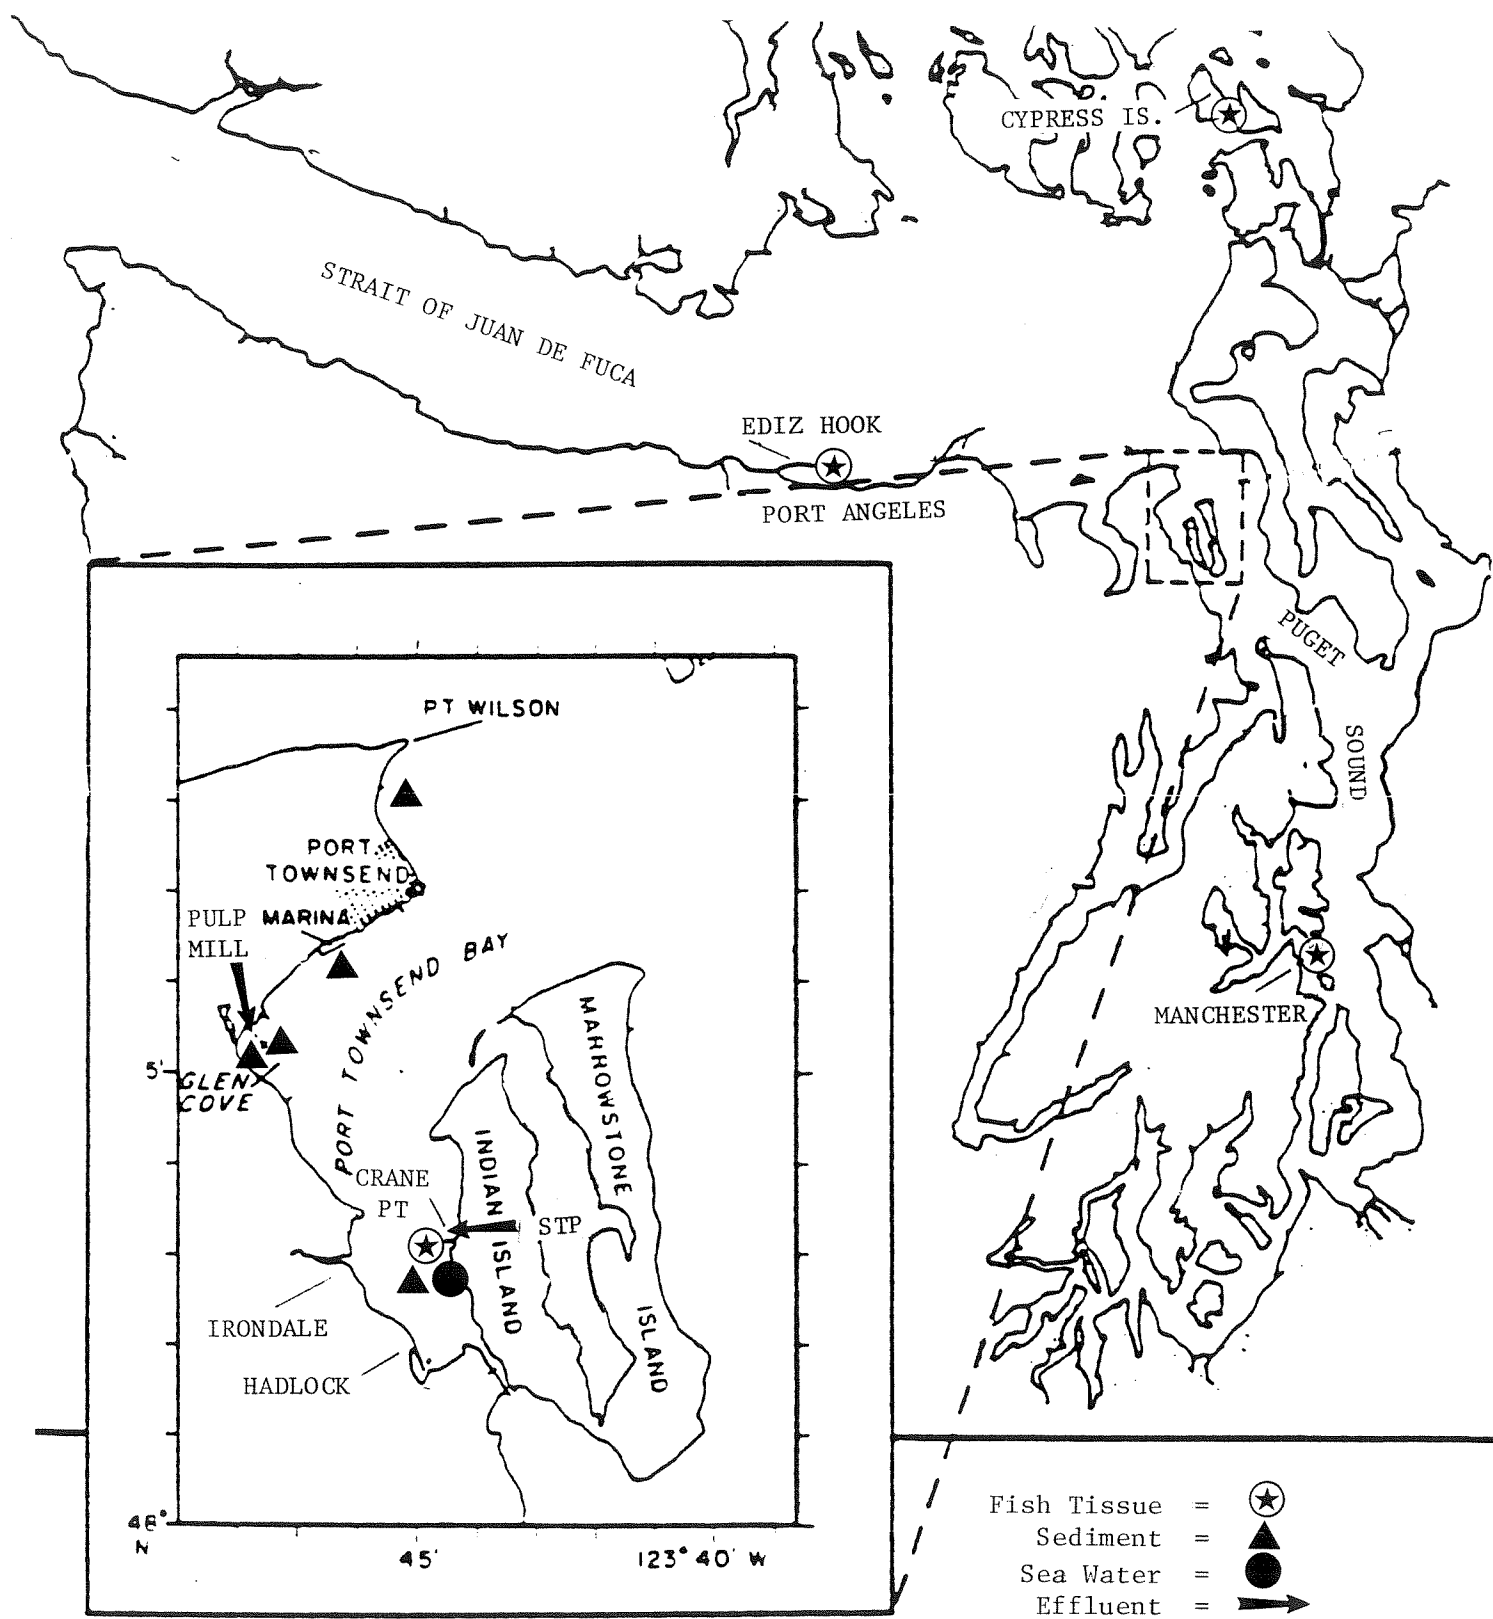 CYPRESS IS.
STRAIT OF JUAN DE FUCA
EDIZ HOOK
PORT ANGELES
PUGET
SOUND
MANCHESTER
PT WILSON
PORT
TOWNSEND
MARINA
PULP
MILL
PORT TOWNSEND BAY
GLEN
COVE
5'
MARROWSTONE
ISLAND
INDIAN ISLAND
CRANE
PT
STP
IRONDALE
HADLOCK
48°
N
45'
123° 40' W
Fish Tissue =
Sediment =
Sea Water =
Effluent =